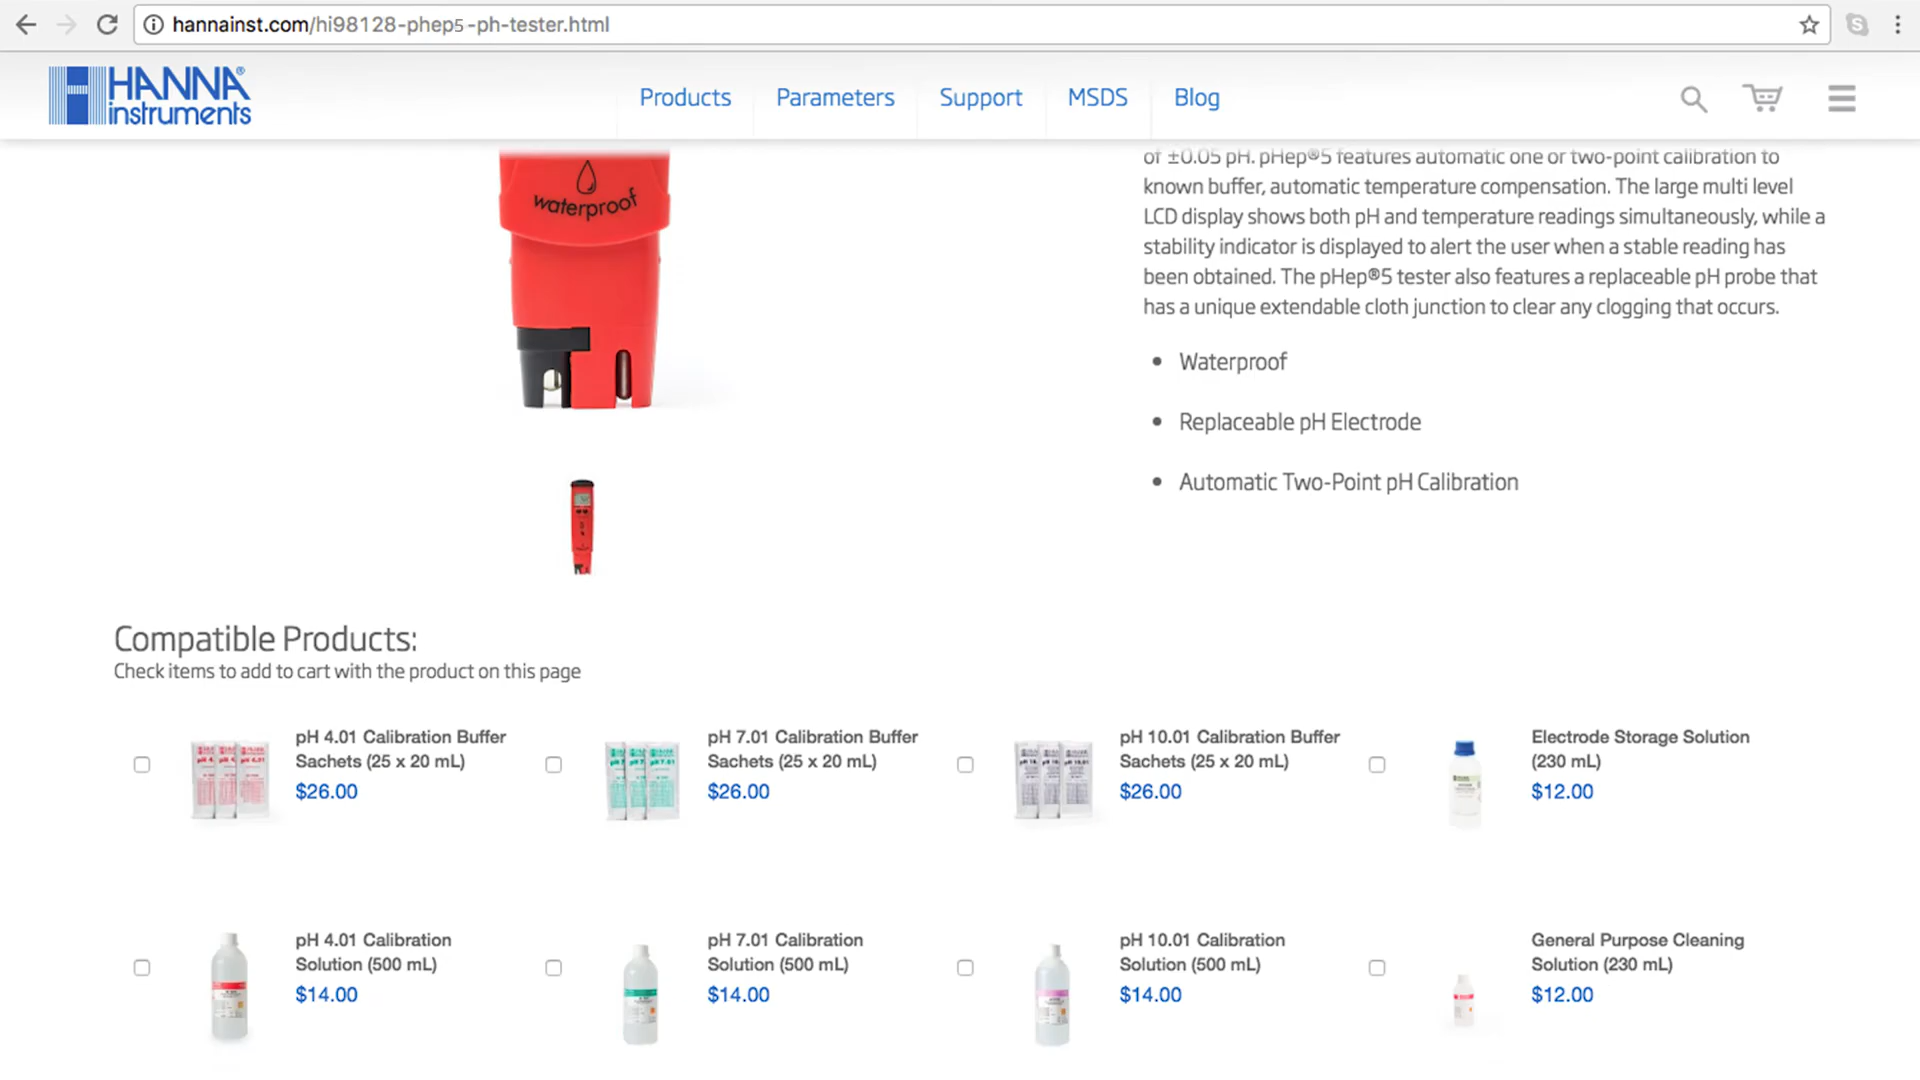 hannainst.com/hi98128-phep5-ph-tester.html
HANNA®
instruments
Products
Parameters
Support
MSDS
Blog
of ±0.05 pH. pHep®5 features automatic one or two-point calibration to
known buffer, automatic temperature compensation. The large multi level
LCD display shows both pH and temperature readings simultaneously, while a
stability indicator is displayed to alert the user when a stable reading has
been obtained. The pHep®5 tester also features a replaceable pH probe that
has a unique extendable cloth junction to clear any clogging that occurs.
waterproof
• Waterproof
• Replaceable pH Electrode
• Automatic Two-Point pH Calibration
Compatible Products:
Check items to add to cart with the product on this page
pH 4.01 Calibration Buffer
Sachets (25 x 20 mL)
$26.00
pH 7.01 Calibration Buffer
Sachets (25 x 20 mL)
$26.00
pH 10.01 Calibration Buffer
Sachets (25 x 20 mL)
$26.00
Electrode Storage Solution
(230 mL)
$12.00
pH 4.01 Calibration
Solution (500 mL)
$14.00
pH 7.01 Calibration
Solution (500 mL)
$14.00
pH 10.01 Calibration
Solution (500 mL)
$14.00
General Purpose Cleaning
Solution (230 mL)
$12.00